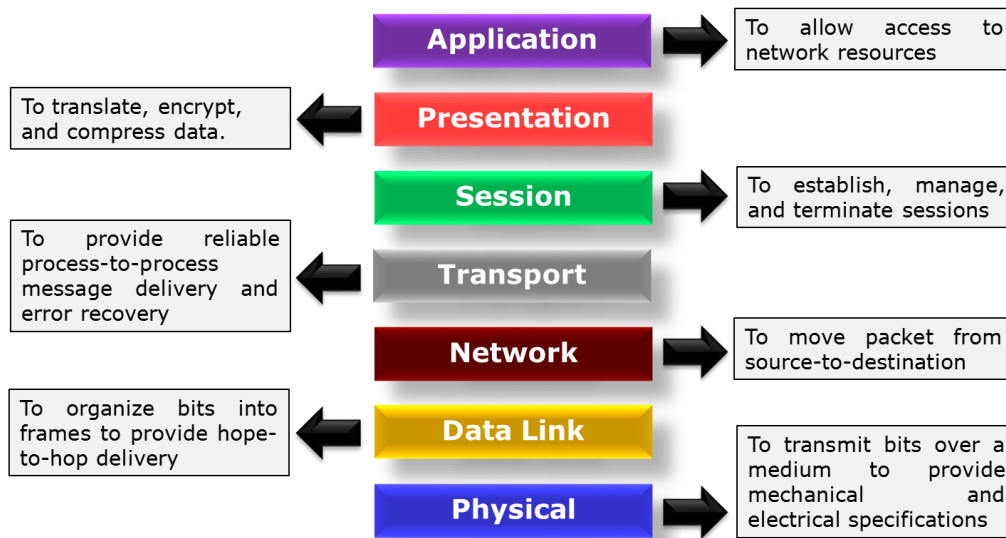 Application
To allow access to
network resources
To translate, encrypt,
and compress data.
Presentation
Session
To establish, manage,
and terminate sessions
To provide reliable
process-to-process
message delivery and
error recovery
Transport
Network
To move packet from
source-to-destination
To organize bits into
frames to provide hope-
to-hop delivery
Data Link
Physical
To transmit bits over a
medium to provide
mechanical and
electrical specifications